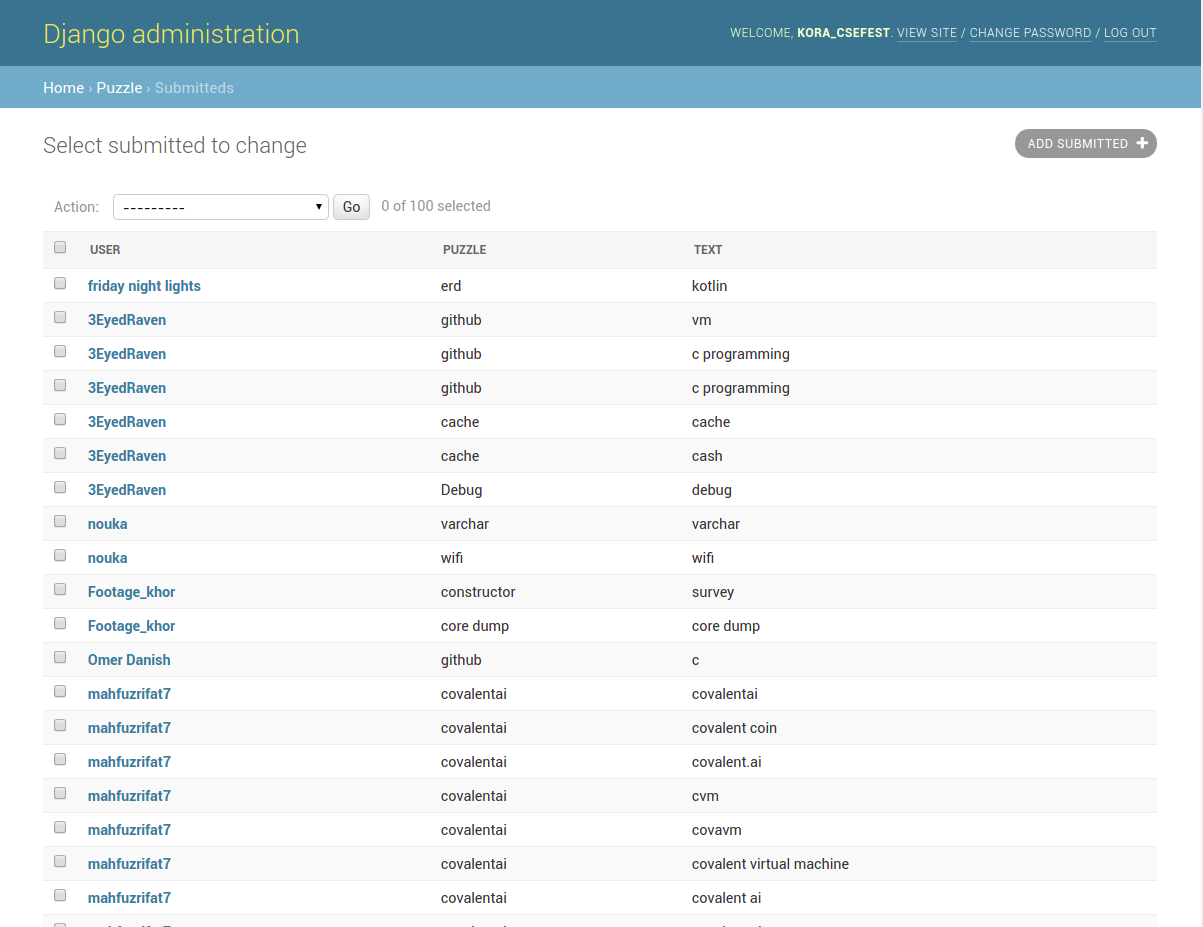 Django administration
WELCOME, KORA_CSEFEST. VIEW SITE / CHANGE PASSWORD / LOG OUT
Home › Puzzle › Submitteds
Select submitted to change
ADD SUBMITTED
Action: --------- Go 0 of 100 selected
USER PUZZLE TEXT
friday night lights erd kotlin
3EyedRaven github vm
3EyedRaven github c programming
3EyedRaven github c programming
3EyedRaven cache cache
3EyedRaven cache cash
3EyedRaven Debug debug
nouka varchar varchar
nouka wifi wifi
Footage_khor constructor survey
Footage_khor core dump core dump
Omer Danish github c
mahfuzrifat7 covalentai covalentai
mahfuzrifat7 covalentai covalent coin
mahfuzrifat7 covalentai covalent.ai
mahfuzrifat7 covalentai cvm
mahfuzrifat7 covalentai covavm
mahfuzrifat7 covalentai covalent virtual machine
mahfuzrifat7 covalentai covalent ai